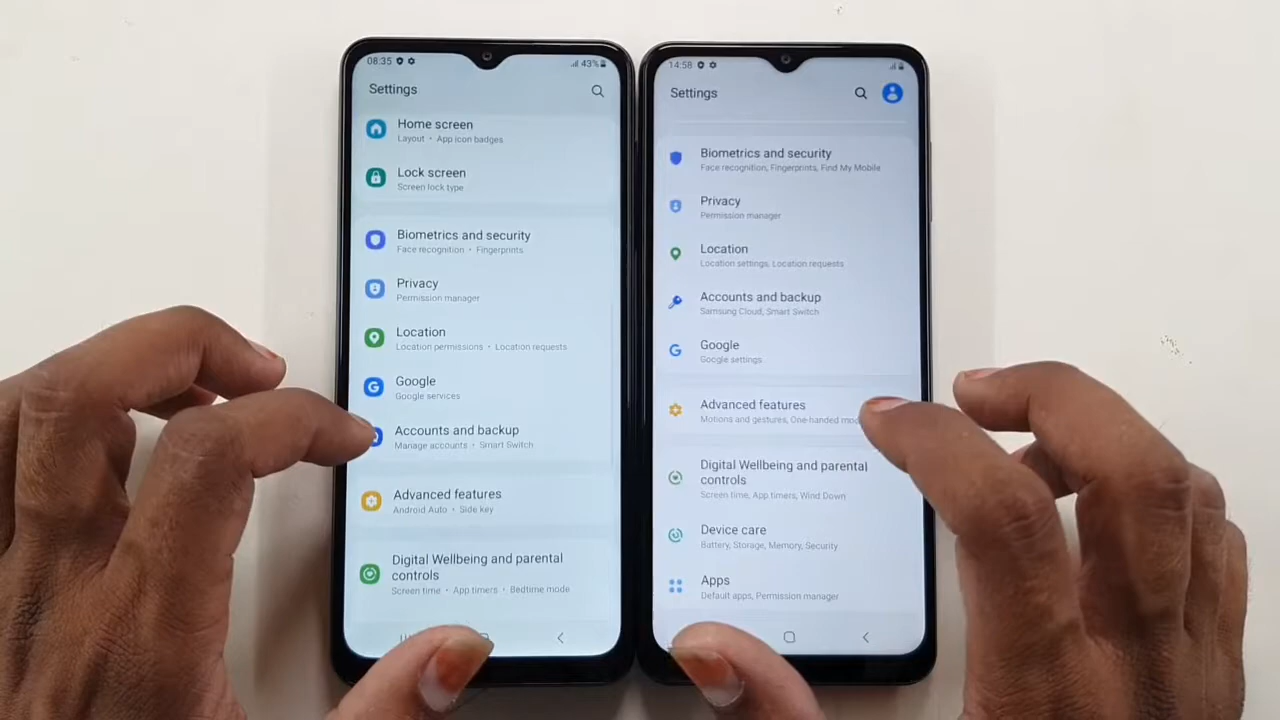 08:35
43%
Settings
Home screen
Layout • App icon badges
Lock screen
Screen lock type
Biometrics and security
Face recognition • Fingerprints
Privacy
Permission manager
Location
Location permissions • Location requests
Google
Google services
Accounts and backup
Manage accounts • Smart Switch
Advanced features
Android Auto • Side key
Digital Wellbeing and parental
controls
Screen time • App timers • Bedtime mode
14:58
Settings
Biometrics and security
Face recognition, Fingerprints, Find My Mobile
Privacy
Permission manager
Location
Location settings, Location requests
Accounts and backup
Samsung Cloud, Smart Switch
Google
Google settings
Advanced features
Motions and gestures, One-handed
Digital Wellbeing and parental
controls
Screen time, App timers, Wind Down
Device care
Battery, Storage, Memory, Security
Apps
Default apps, Permission manager